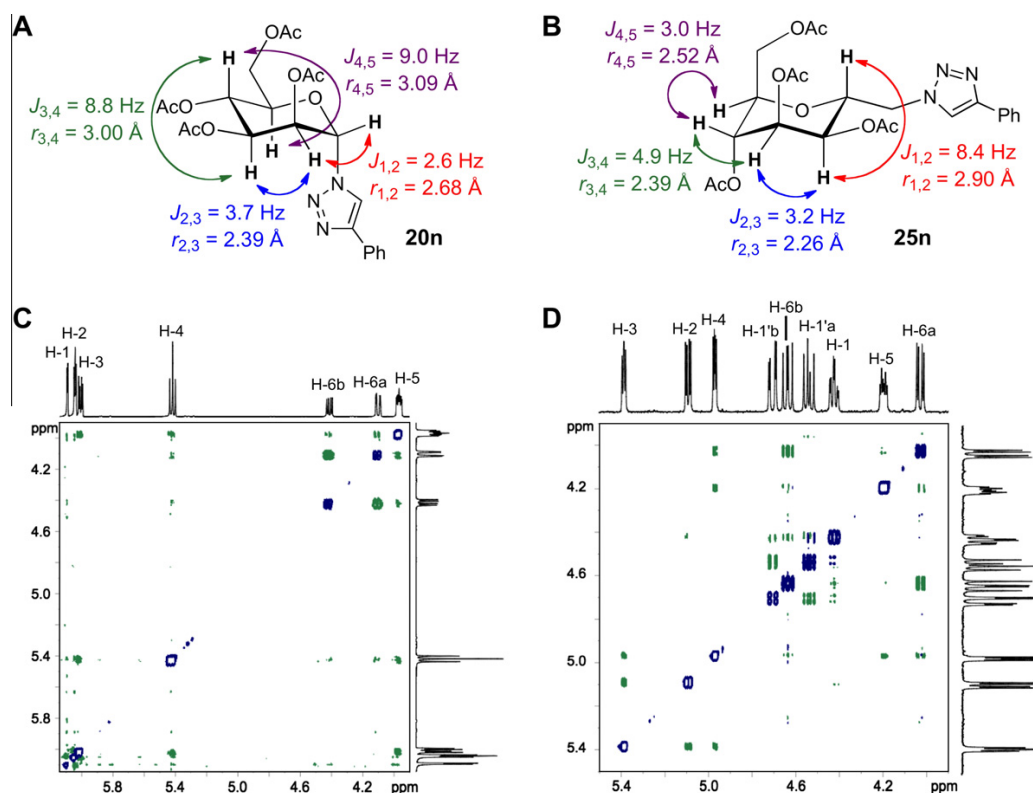 A
OAc
H
AcO
AcO
AcO
OAc
O
H
H
H
H
N
N
N
Ph
J4,5 = 9.0 Hz
r4,5 = 3.09 Å
J3,4 = 8.8 Hz
r3,4 = 3.00 Å
J1,2 = 2.6 Hz
r1,2 = 2.68 Å
J2,3 = 3.7 Hz
r2,3 = 2.39 Å
20n
B
J4,5 = 3.0 Hz
r4,5 = 2.52 Å
OAc
OAc
H
O
H
H
AcO
H
H
AcO
N
N
N
Ph
J3,4 = 4.9 Hz
r3,4 = 2.39 Å
J1,2 = 8.4 Hz
r1,2 = 2.90 Å
J2,3 = 3.2 Hz
r2,3 = 2.26 Å
25n
C
H-1
H-2
H-3
H-4
H-6b
H-6a
H-5
ppm
4.2
4.6
5.0
5.4
5.8
5.8 5.4 5.0 4.6 4.2 ppm
D
H-3
H-2
H-4
H-1'b
H-6b
H-1'a
H-1
H-5
H-6a
ppm
4.2
4.6
5.0
5.4
5.4 5.0 4.6 4.2 ppm